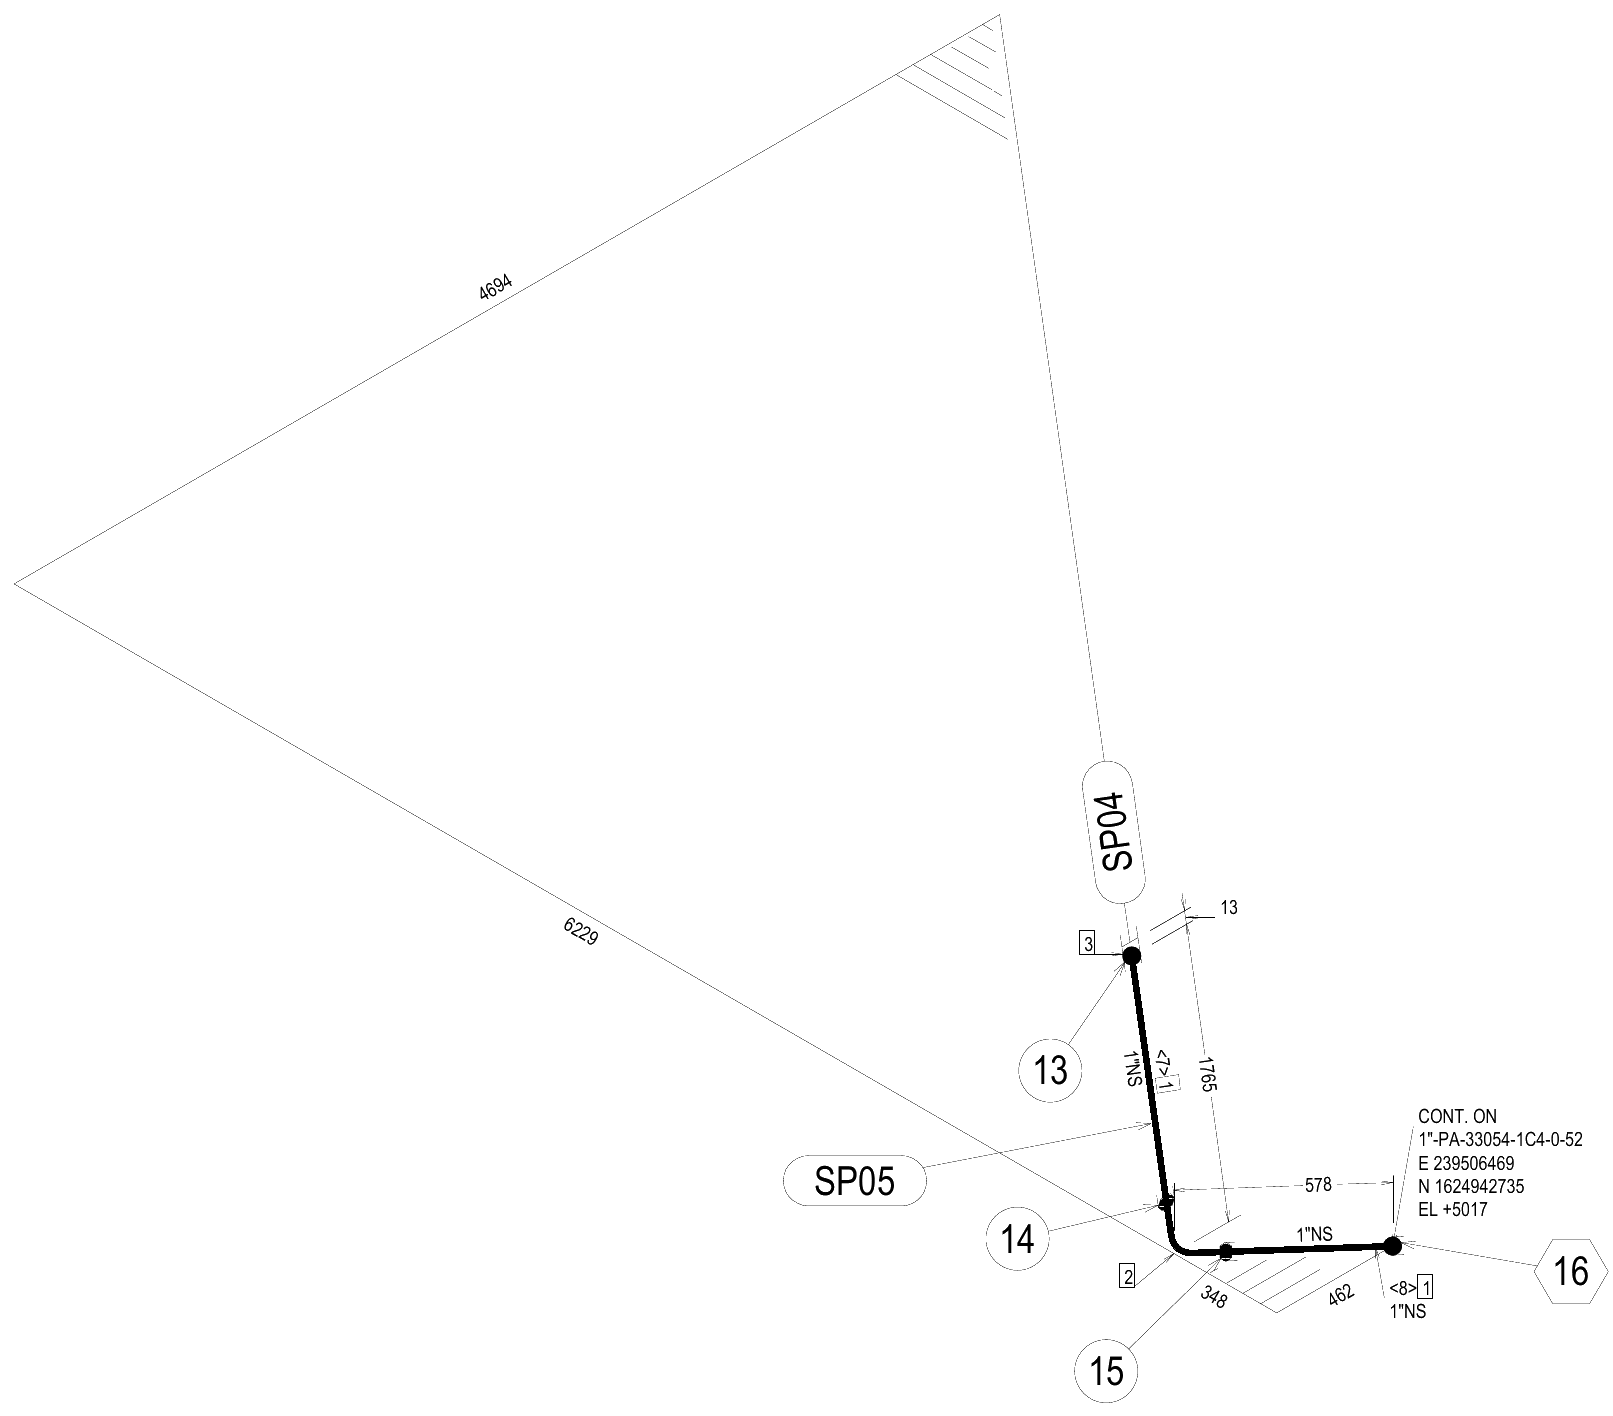 4694
6229
SP04
13
3
13
1"NS
<7>1
1765
SP05
14
578
CONT. ON
1"-PA-33054-1C4-0-52
E 239506469
N 1624942735
EL +5017
1"NS
2
348
462
<8>1
1"NS
16
15